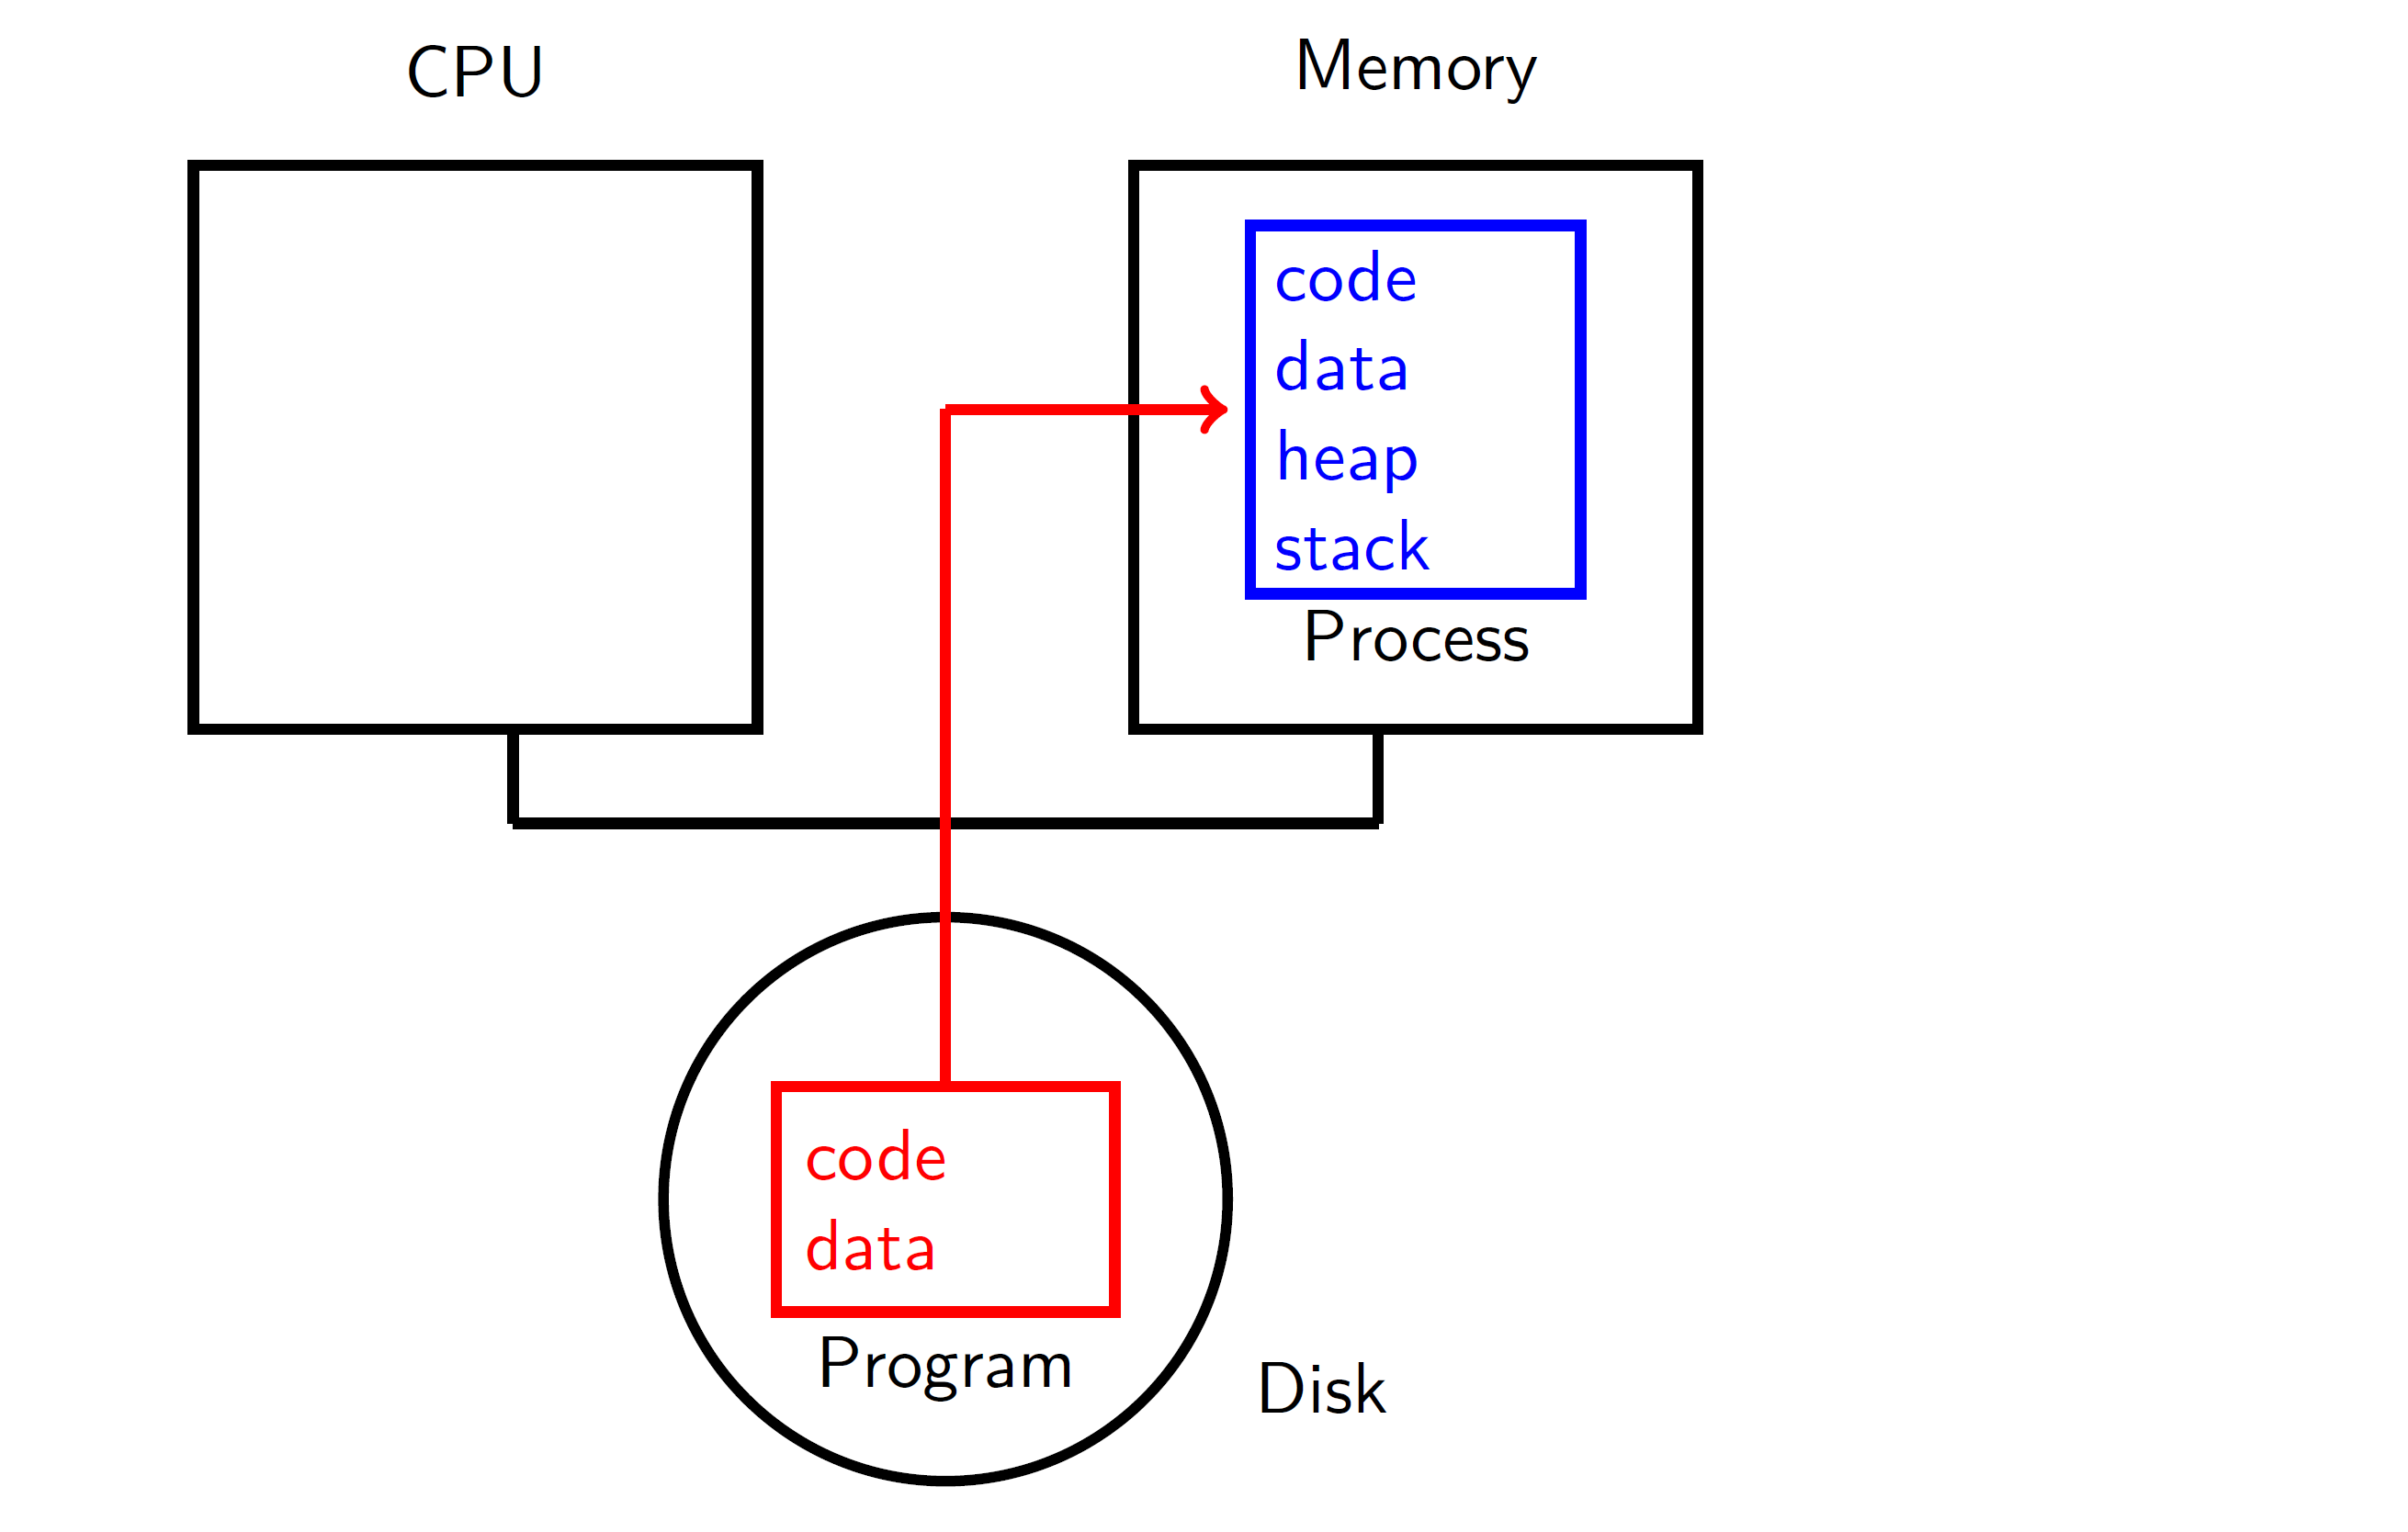 CPU
Memory
code
data
heap
stack
Process
code
data
Program
Disk